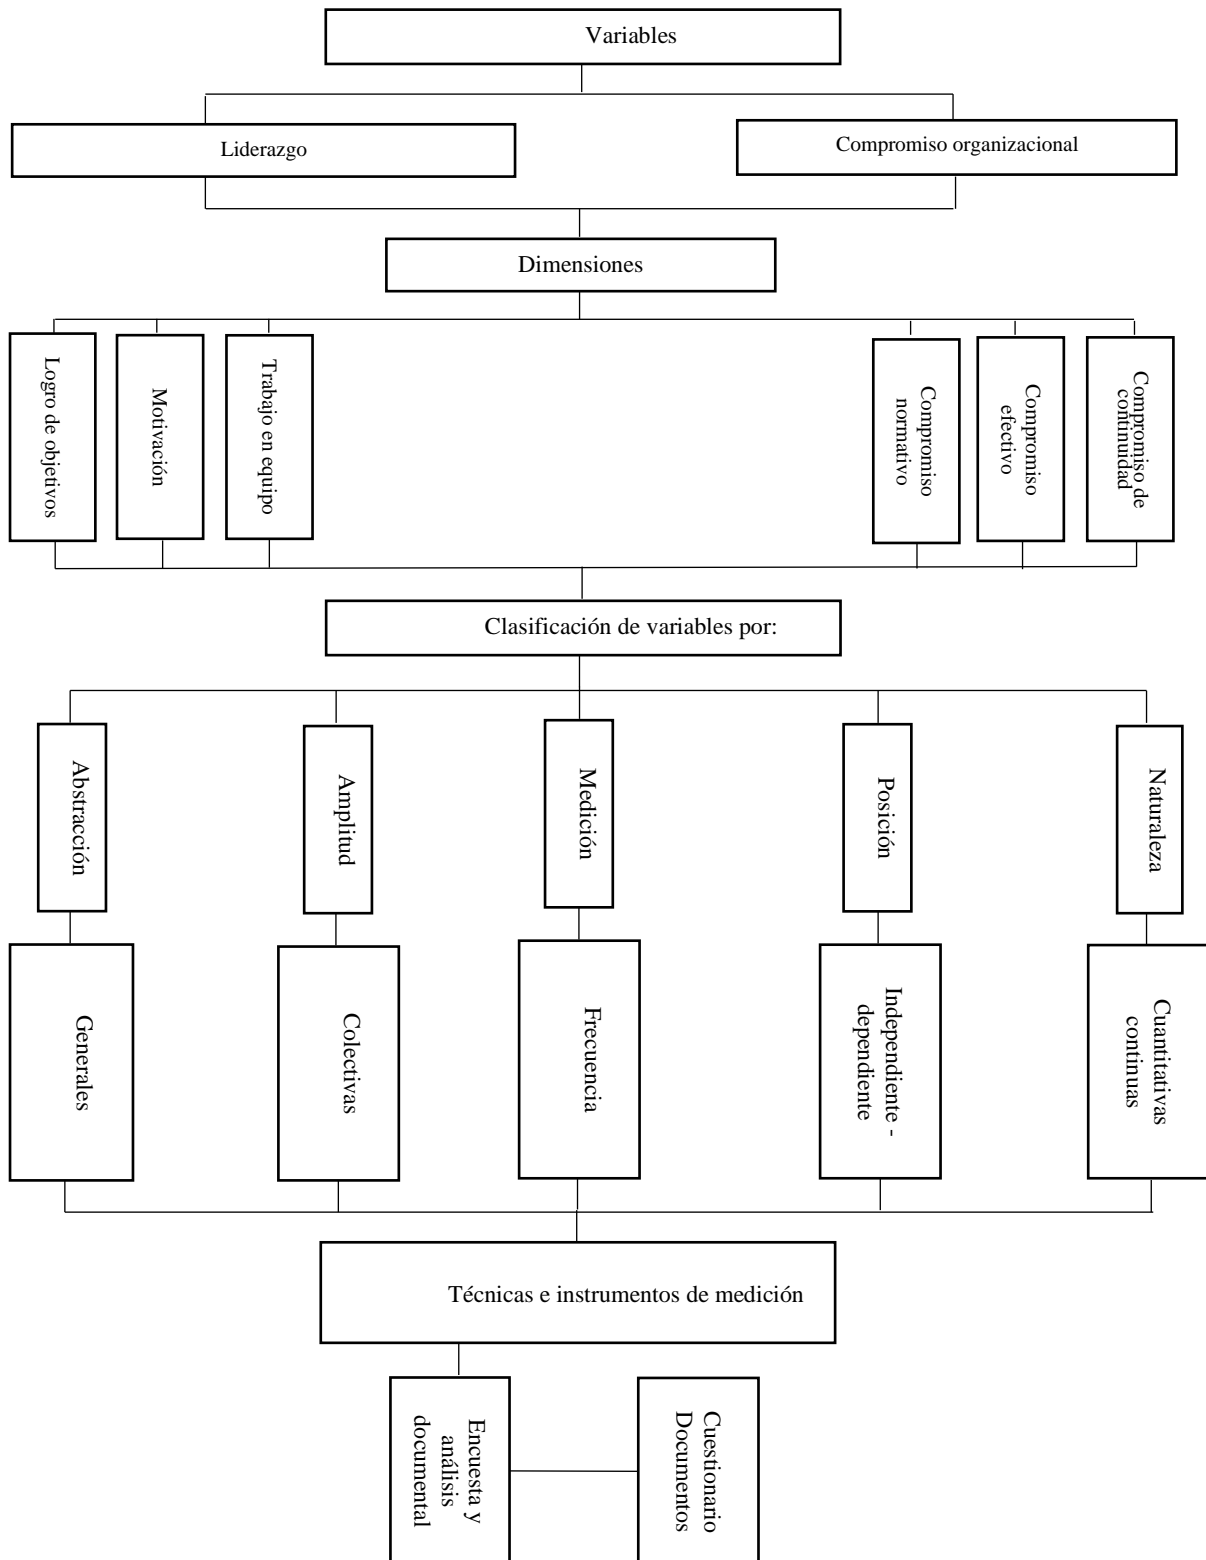 Variables
Liderazgo
Compromiso organizacional
Dimensiones
Logro de objetivos
Motivación
Trabajo en equipo
Compromiso
normativo
Compromiso
efectivo
Compromiso de
continuidad
Clasificación de variables por:
Abstracción
Amplitud
Medición
Posición
Naturaleza
Generales
Colectivas
Frecuencia
Independiente -
dependiente
Cuantitativas
continuas
Técnicas e instrumentos de medición
Encuesta y
análisis
documental
Cuestionario
Documentos